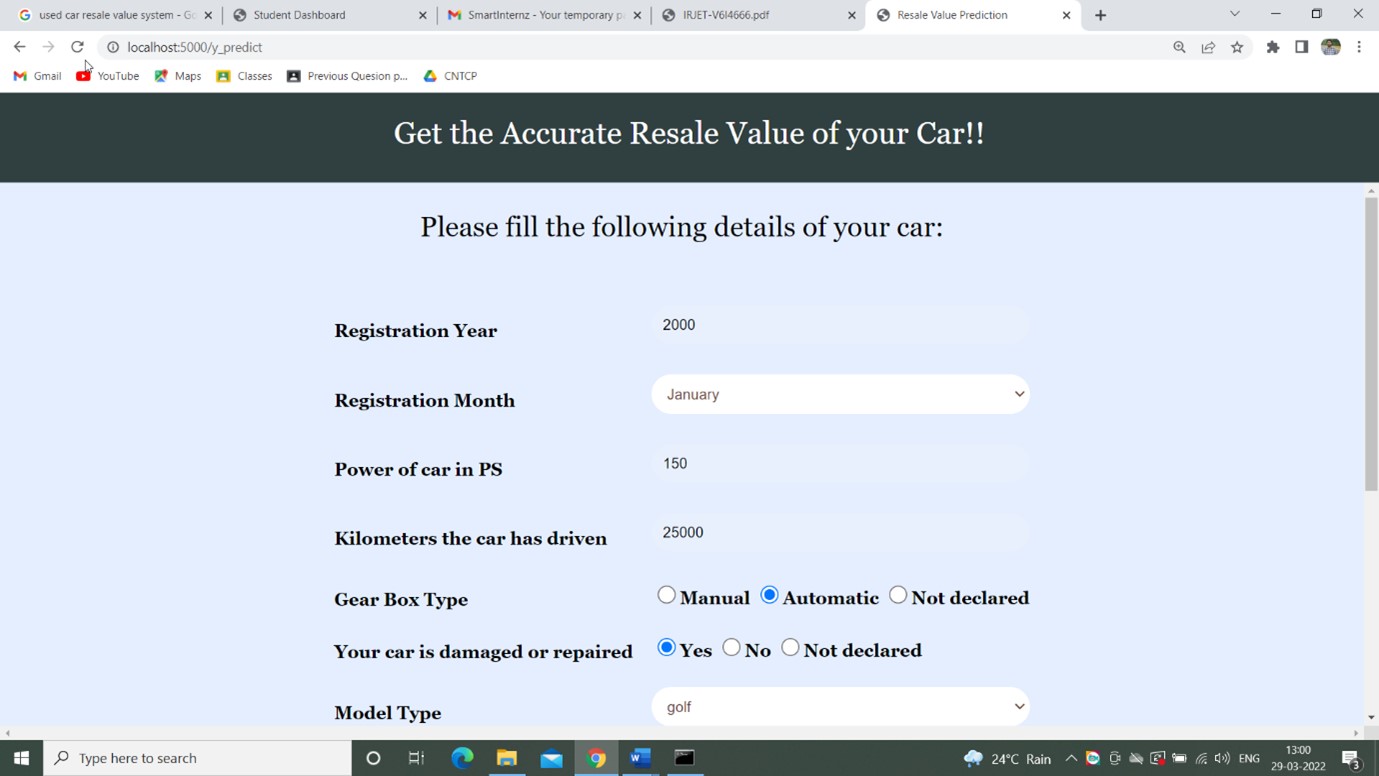 used car resale value system - Go
Student Dashboard
SmartInternz - Your temporary pa
IRJET-V6I4666.pdf
Resale Value Prediction
localhost:5000/y_predict
Gmail
YouTube
Maps
Classes
Previous Quesion p...
CNTCP
Get the Accurate Resale Value of your Car!!
Please fill the following details of your car:
Registration Year 2000
Registration Month January
Power of car in PS 150
Kilometers the car has driven 25000
Gear Box Type Manual Automatic Not declared
Your car is damaged or repaired Yes No Not declared
Model Type golf
Type here to search
24°C Rain
ENG
13:00
29-03-2022
3